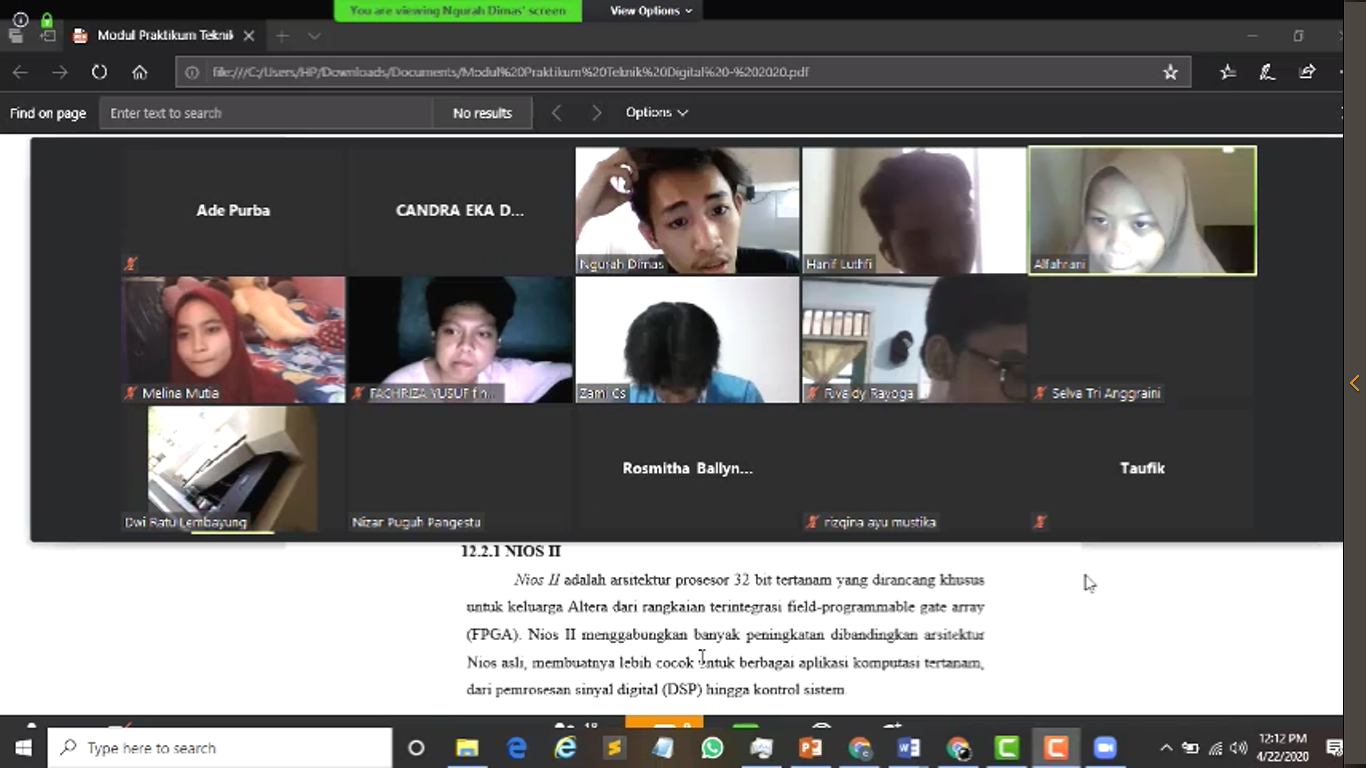 You are viewing Ngurah Dimas' screen
View Options
Modul Praktikum Teknik
file:///C:/Users/HP/Downloads/Documents/Modul%20Praktikum%20Teknik%20Digital%20-%202020.pdf
Find on page
Enter text to search
No results
Options
Ade Purba
CANDRA EKA D...
Ngurah Dimas
Hanif Luthfi
Alfahrani
Melina Mutia
FACHRIZA YUSUF
Zami Cs
Rivaldy Rayoga
Selva Tri Anggraini
Dwi Ratu Lembayung
Nizar Puguh Pangestu
Rosmitha Ballyn...
rizqina ayu mustika
Taufik
12.2.1 NIOS II
Nios II adalah arsitektur prosesor 32 bit tertanam yang dirancang khusus
untuk keluarga Altera dari rangkaian terintegrasi field-programmable gate array
(FPGA). Nios II menggabungkan banyak peningkatan dibandingkan arsitektur
Nios asli, membuatnya lebih cocok untuk berbagai aplikasi komputasi tertanam,
dari pemrosesan sinyal digital (DSP) hingga kontrol sistem
Type here to search
12:12 PM
4/22/2020